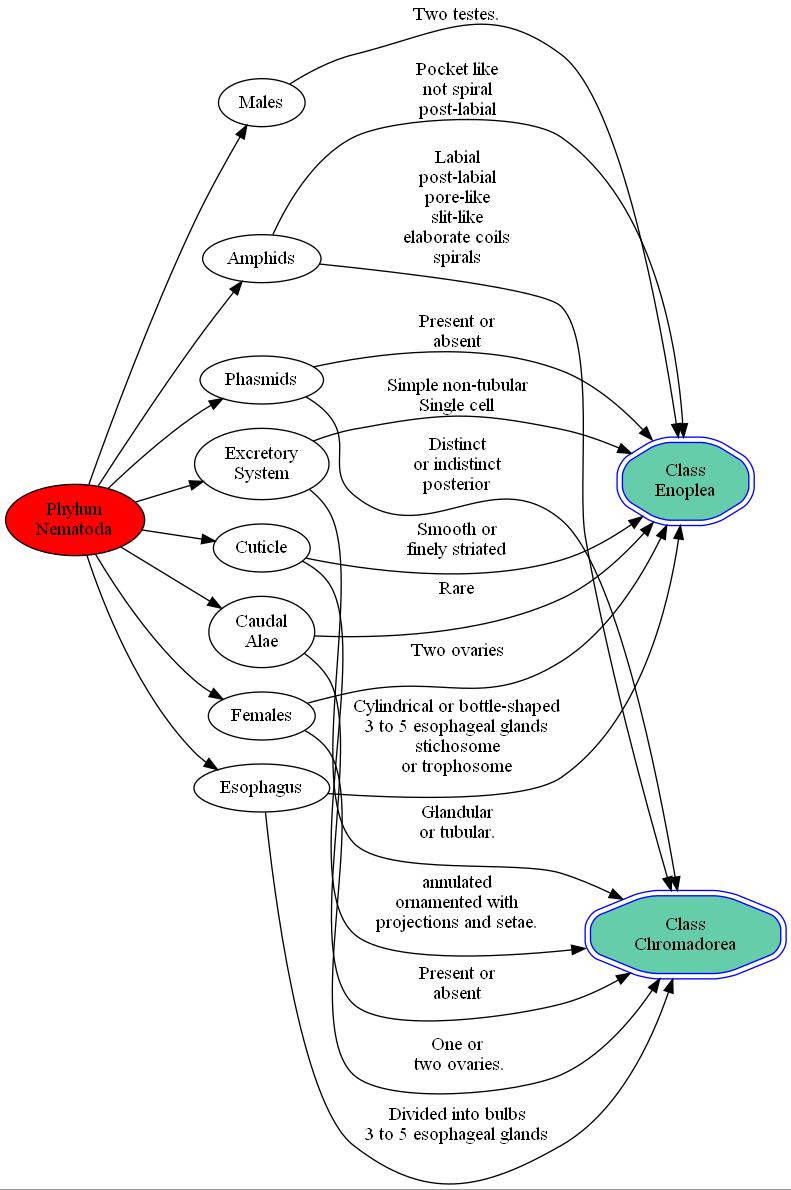 Two testes.
Males
Pocket like
not spiral
post-labial
Labial
post-labial
pore-like
slit-like
elaborate coils
spirals
Amphids
Present or
absent
Phasmids
Simple non-tubular
Single cell
Excretory
System
Distinct
or indistinct
posterior
Class
Enoplea
Phylum
Nematoda
Cuticle
Smooth or
finely striated
Rare
Caudal
Alae
Two ovaries
Females
Cylindrical or bottle-shaped
3 to 5 esophageal glands
stichosome
or trophosome
Esophagus
Glandular
or tubular.
annulated
ornamented with
projections and setae.
Class
Chromadorea
Present or
absent
One or
two ovaries.
Divided into bulbs
3 to 5 esophageal glands